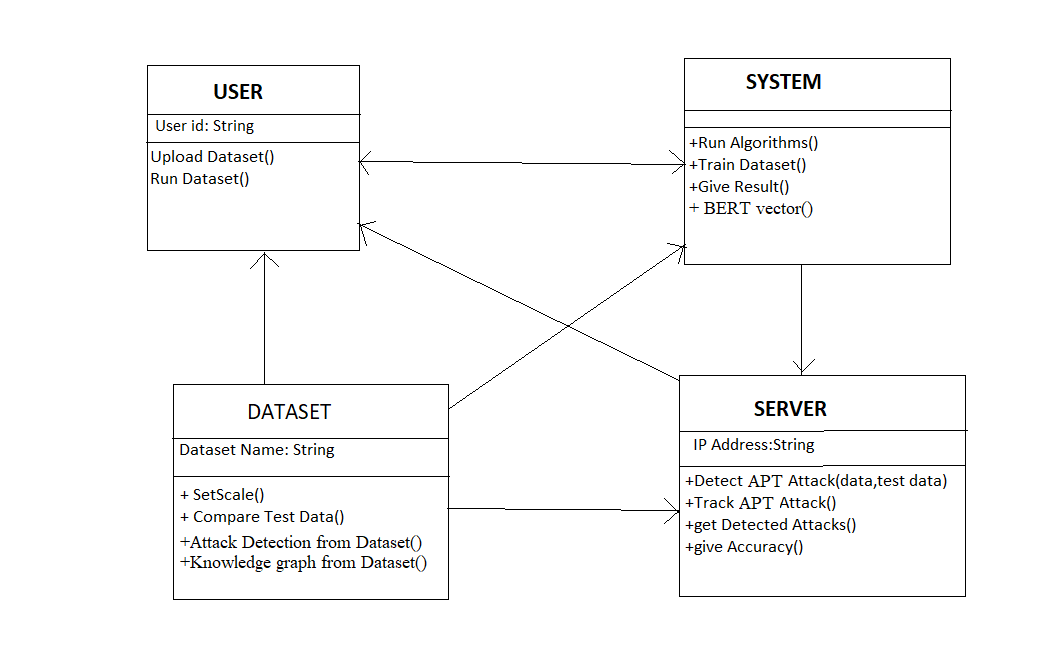 USER
User id: String
Upload Dataset()
Run Dataset()
SYSTEM
+Run Algorithms()
+Train Dataset()
+Give Result()
+ BERT vector()
DATASET
Dataset Name: String
+ SetScale()
+ Compare Test Data()
+Attack Detection from Dataset()
+Knowledge graph from Dataset()
SERVER
IP Address:String
+Detect APT Attack(data,test data)
+Track APT Attack()
+get Detected Attacks()
+give Accuracy()